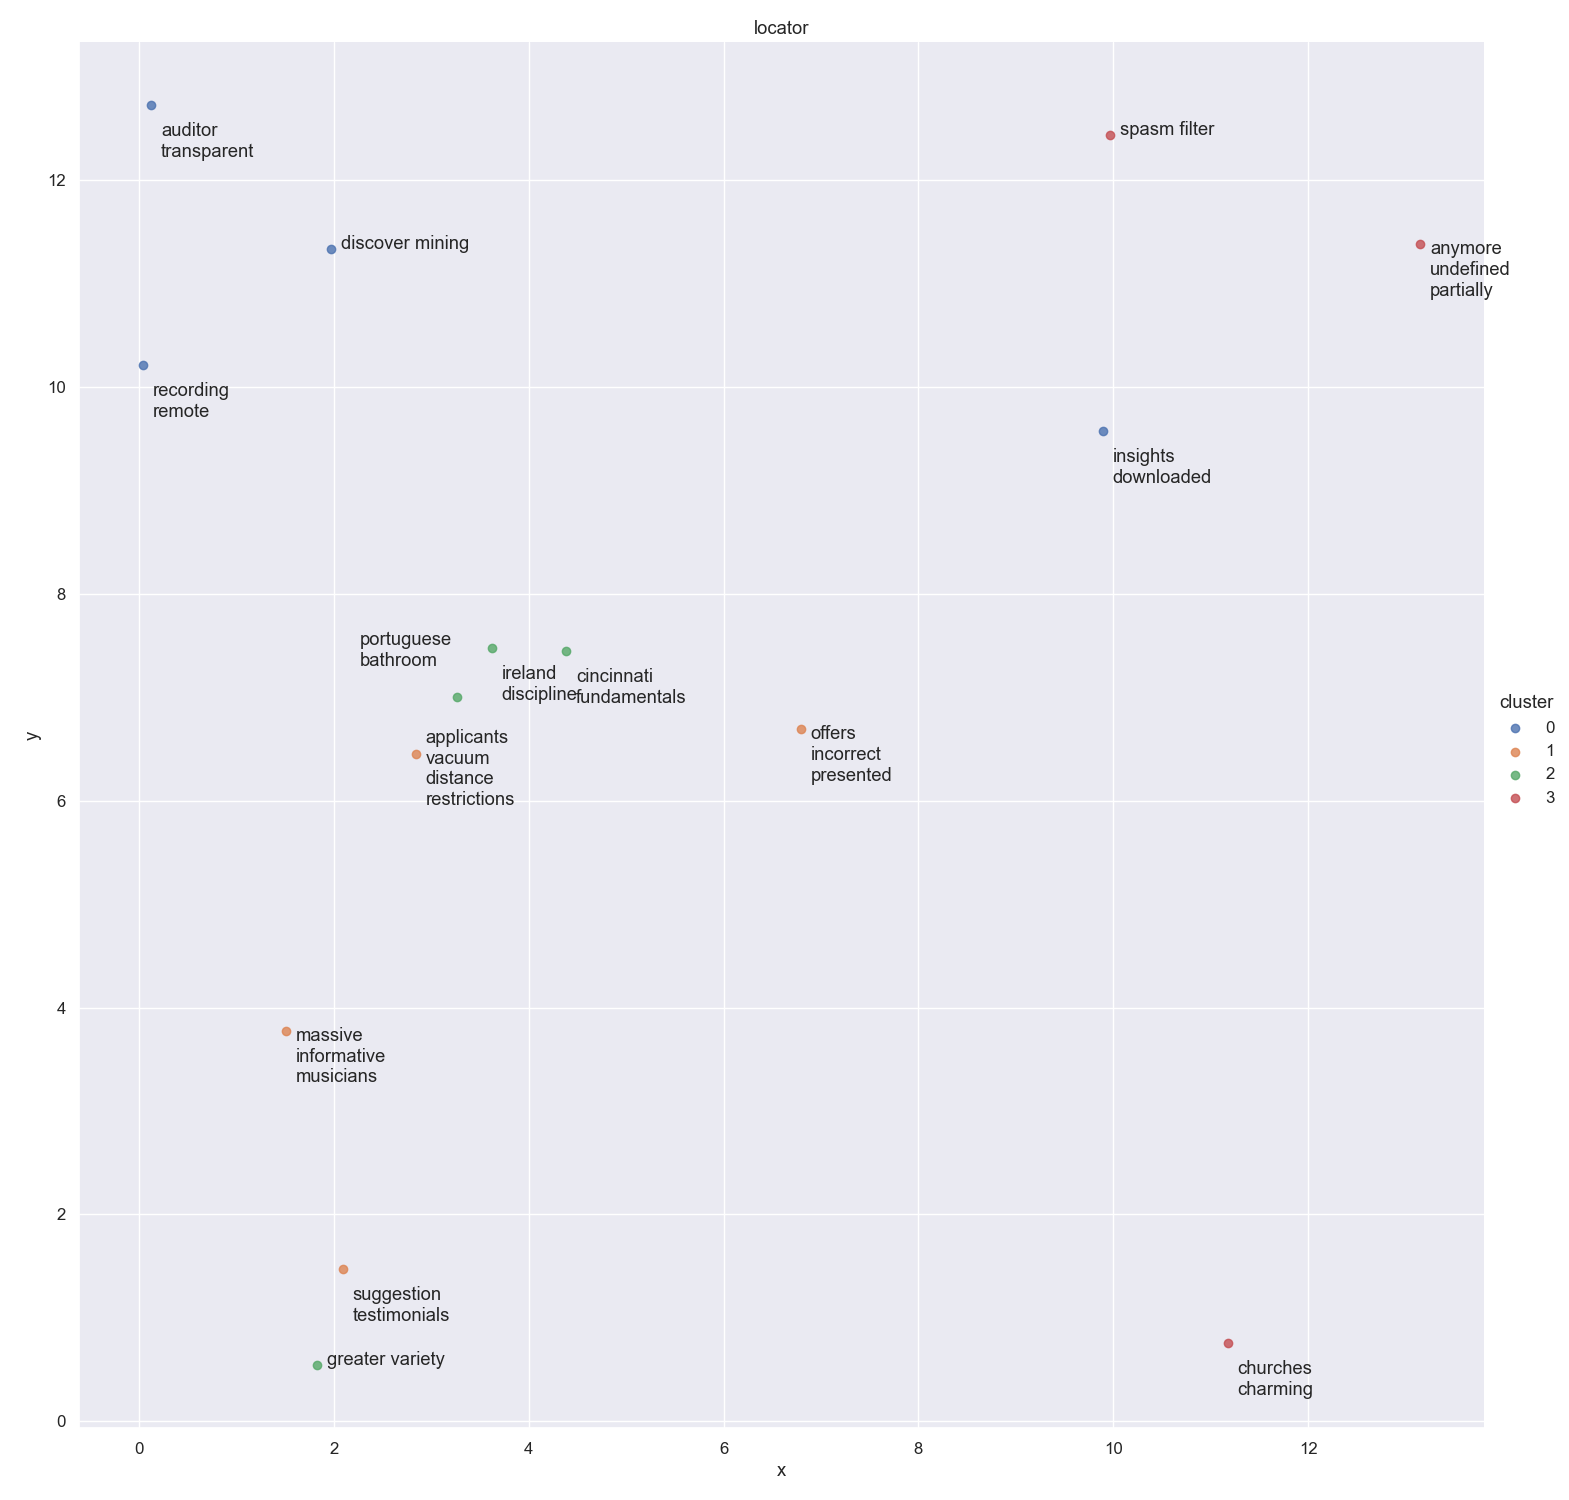 locator
auditor
transparent
spasm filter
discover mining
anymore
undefined
partially
recording
remote
insights
downloaded
portuguese
bathroom
ireland
discipline
cincinnati
fundamentals
applicants
vacuum
distance
restrictions
offers
incorrect
presented
massive
informative
musicians
suggestion
testimonials
greater variety
churches
charming
12
10
8
6
4
2
0
y
0
2
4
6
8
10
12
x
cluster
0
1
2
3